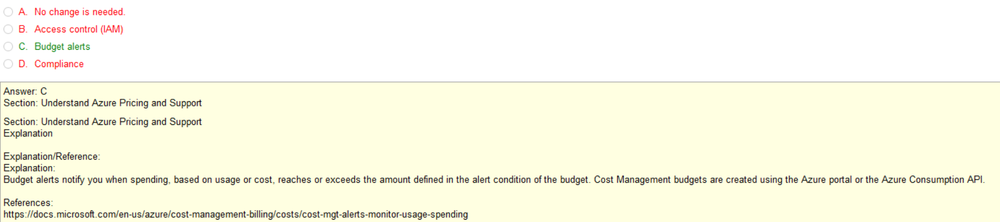 A. No change is needed.
B. Access control (IAM)
C. Budget alerts
D. Compliance
Answer: C
Section: Understand Azure Pricing and Support
Section: Understand Azure Pricing and Support
Explanation
Explanation/Reference:
Explanation:
Budget alerts notify you when spending, based on usage or cost, reaches or exceeds the amount defined in the alert condition of the budget. Cost Management budgets are created using the Azure portal or the Azure Consumption API.
References:
https://docs.microsoft.com/en-us/azure/cost-management-billing/costs/cost-mgt-alerts-monitor-usage-spending